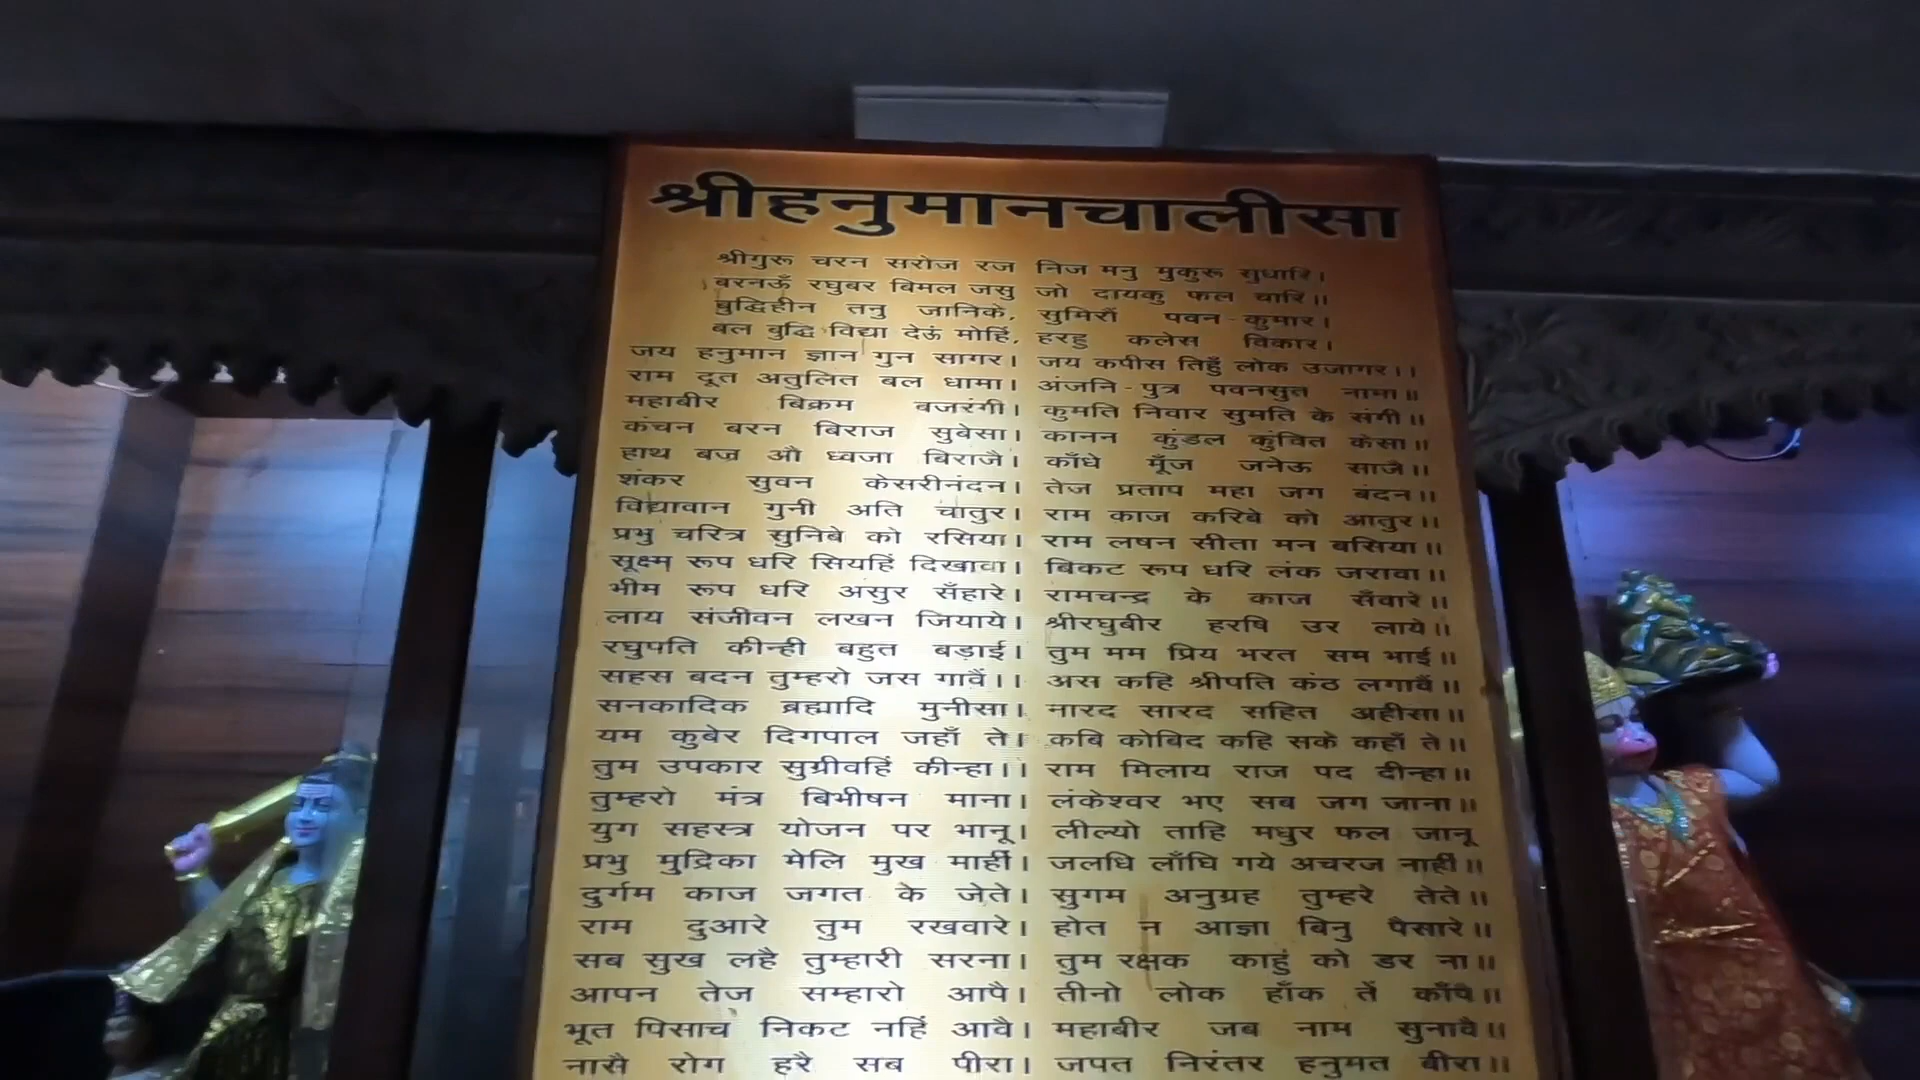 श्रीहनुमानचालीसा
श्रीगुरू चरन सरोज रज निज मनु मुकुरू सुधारि।
बरनऊँ रघुबर बिमल जसु जो दायकु फल चारि॥
बुद्धिहीन तनु जानिके, सुमिरौं पवन-कुमार।
बल बुद्धि विद्या देऊं मोहिं, हरहु कलेस विकार।
जय हनुमान ज्ञान गुन सागर। जय कपीस तिहुँ लोक उजागर।।
राम दूत अतुलित बल धामा। अंजनि-पुत्र पवनसुत नामा॥
महाबीर बिक्रम बजरंगी। कुमति निवार सुमति के संगी॥
कंचन बरन बिराज सुबेसा। कानन कुंडल कुंचित केसा॥
हाथ बज्र औ ध्वजा बिराजै। काँधे मूँज जनेऊ साजै॥
शंकर सुवन केसरीनंदन। तेज प्रताप महा जग बंदन॥
विद्यावान गुनी अति चातुर। राम काज करिबे को आतुर॥
प्रभु चरित्र सुनिबे को रसिया। राम लषन सीता मन बसिया॥
सूक्ष्म रूप धरि सियहिं दिखावा। बिकट रूप धरि लंक जरावा॥
भीम रूप धरि असुर सँहारे। रामचन्द्र के काज सँवारे॥
लाय संजीवन लखन जियाये। श्रीरघुबीर हरषि उर लाये॥
रघुपति कीन्ही बहुत बड़ाई। तुम मम प्रिय भरत सम भाई॥
सहस बदन तुम्हरो जस गावैं।। अस कहि श्रीपति कंठ लगावैं॥
सनकादिक ब्रह्मादि मुनीसा। नारद सारद सहित अहीसा॥
यम कुबेर दिगपाल जहाँ ते। कबि कोबिद कहि सके कहाँ ते॥
तुम उपकार सुग्रीवहिं कीन्हा।। राम मिलाय राज पद दीन्हा॥
तुम्हरो मंत्र बिभीषन माना। लंकेश्वर भए सब जग जाना॥
युग सहस्त्र योजन पर भानू। लील्यो ताहि मधुर फल जानू
प्रभु मुद्रिका मेलि मुख माहीं। जलधि लाँघि गये अचरज नाहीं॥
दुर्गम काज जगत के जेते। सुगम अनुग्रह तुम्हरे तेते॥
राम दुआरे तुम रखवारे। होत न आज्ञा बिनु पैसारे॥
सब सुख लहै तुम्हारी सरना। तुम रक्षक काहुं को डर ना॥
आपन तेज सम्हारो आपै। तीनो लोक हाँक तें काँपै॥
भूत पिसाच निकट नहिं आवै। महाबीर जब नाम सुनावै॥
नासै रोग हरै सब पीरा। जपत निरंतर हनुमत बीरा॥